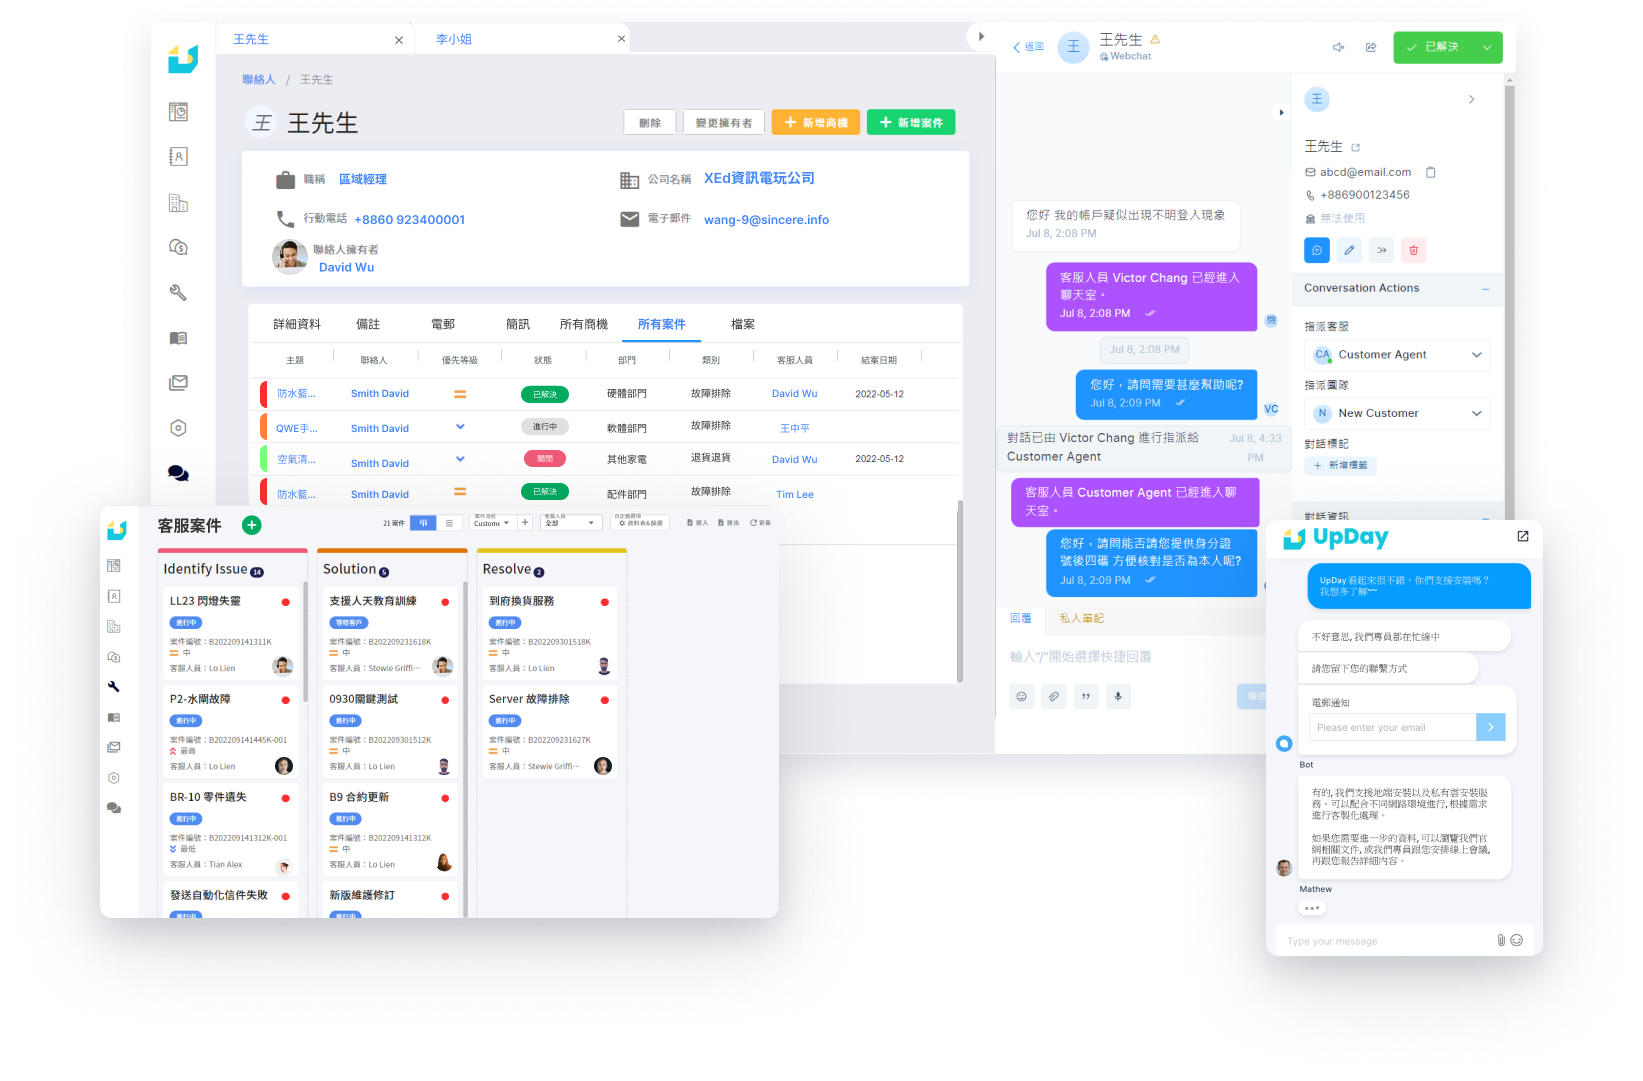 王先生
李小姐
聯絡人 / 王先生
王 王先生
刪除 變更擁有者 新增商機 新增案件
職稱 區域經理
公司名稱 XEd資訊電玩公司
行動電話 +8860 923400001
電子郵件 wang-9@sincere.info
聯絡人擁有者
David Wu
詳細資料 備註 電郵 簡訊 所有商機 所有案件 檔案
主題 聯絡人 優先等級 狀態 部門 類別 客服人員 結案日期
防水藍... Smith David 已解決 硬體部門 故障排除 David Wu 2022-05-12
QWE手... Smith David 進行中 軟體部門 故障排除 王中平
空氣清... Smith David 關閉 其他家電 退貨退貨 David Wu 2022-05-12
防水藍... Smith David 已解決 配件部門 故障排除 Tim Lee
返回 王 王先生
Webchat
已解決
您好 我的帳戶疑似出現不明登入現象
Jul 8, 2:08 PM
客服人員 Victor Chang 已經進入
聊天室。
Jul 8, 2:08 PM
機
Jul 8, 2:08 PM
您好，請問需要甚麼幫助呢?
Jul 8, 2:09 PM
VC
對話已由 Victor Chang 進行指派給 Jul 8, 4:33
Customer Agent PM
客服人員 Customer Agent 已經進入聊
天室。
您好，請問能否請您提供身分證
號後四碼 方便核對是否為本人呢?
Jul 8, 2:09 PM
回覆 私人筆記
輸入“/”開始選擇快捷回覆
王
王先生
abcd@email.com
+886900123456
無法使用
Conversation Actions
指派客服
CA Customer Agent
指派團隊
N New Customer
對話標記
+ 新增標籤
對話資訊
客服案件
21 案件
案件流程
Custome
客服人員
全部
自定義選項
資料表&篩選
匯入 匯出 更新
Identify Issue 14
LL23 閃燈失靈
進行中
案件編號：B202209141311K
中
客服人員：Lo Lien
P2-水閘故障
進行中
案件編號：B202209141445K-001
最高
客服人員：Lo Lien
BR-10 零件遺失
進行中
案件編號：B202209141312K-001
最低
客服人員：Tian Alex
發送自動化信件失敗
進行中
Solution 5
支援人天教育訓練
等待客戶
案件編號：B202209231618K
中
客服人員：Stewie Griffi···
0930關鍵測試
進行中
案件編號：B202209301512K
中
客服人員：Lo Lien
B9 合約更新
進行中
案件編號：B202209141312K
中
客服人員：Lo Lien
新版維護修訂
進行中
Resolve 2
到府換貨服務
進行中
案件編號：B202209301518K
中
客服人員：Lo Lien
Server 故障排除
進行中
案件編號：B202209231627K
中
客服人員：Stewie Griffi···
UpDay
UpDay 看起來很不錯，你們支援安裝嗎？
我想多了解~~
不好意思, 我們專員都在忙線中
請您留下您的聯繫方式
電郵通知
Please enter your email
Bot
有的, 我們支援地端安裝以及私有雲安裝服
務。可以配合不同網路環境進行, 根據需求
進行客製化處理。
如果您需要進一步的資料, 可以瀏覽我們官
網相關文件, 或我們專員跟您安排線上會議,
再跟您報告詳細內容。
Mathew
Type your message